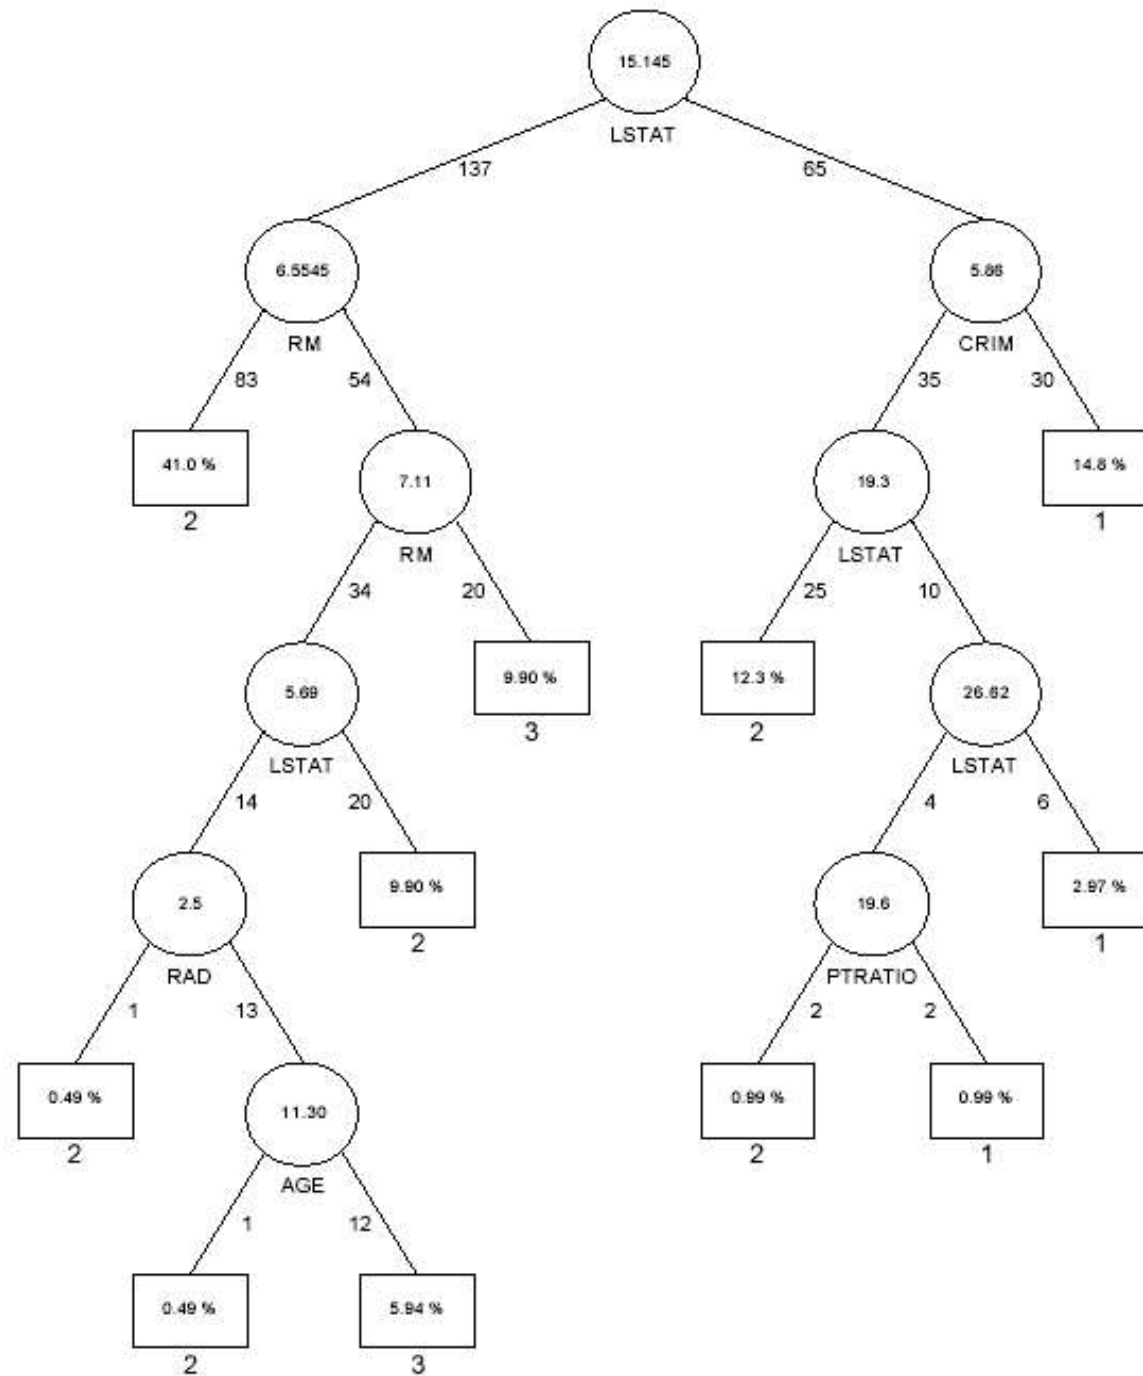 15.145
LSTAT
137 65
6.5545 5.86
RM CRIM
83 54 35 30
41.0 % 7.11 19.3 14.8 %
2 RM LSTAT 1
34 20 25 10
5.69 9.90 % 12.3 % 26.62
LSTAT 3 2 LSTAT
14 20 4 6
2.5 9.90 % 19.6 2.97 %
RAD 2 PTRATIO 1
1 13 2 2
0.49 % 11.30 0.99 % 0.99 %
2 AGE 2 1
1 12
0.49 % 5.94 %
2 3